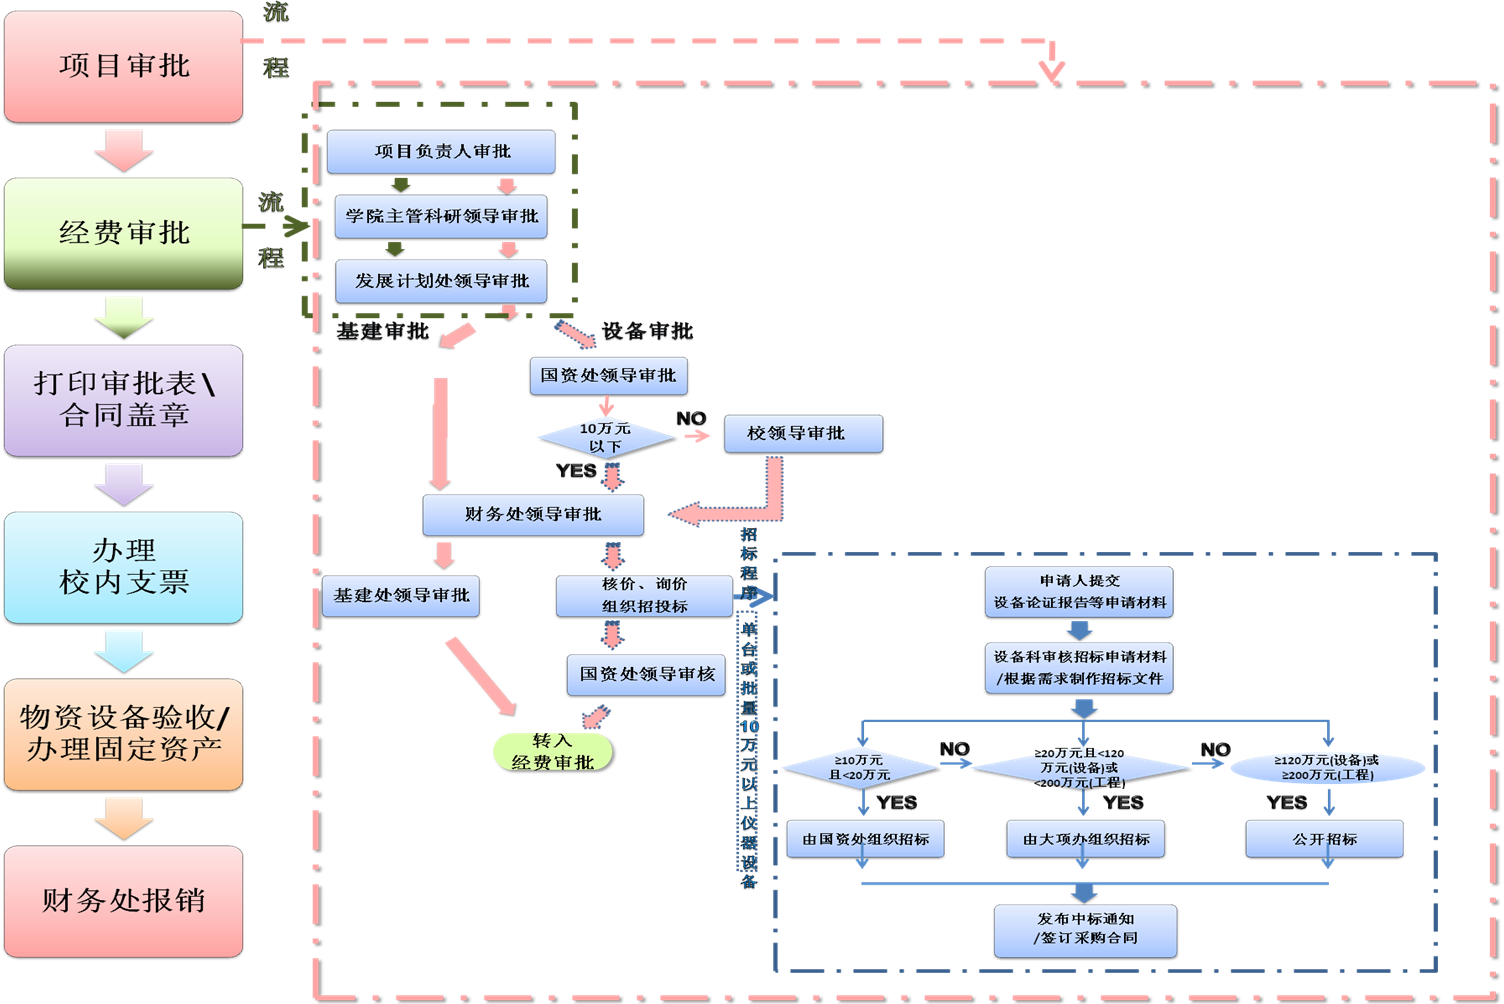 项目审批
经费审批
打印审批表\
合同盖章
办理
校内支票
物资设备验收/
办理固定资产
财务处报销
流
程
流
程
项目负责人审批
学院主管科研领导审批
发展计划处领导审批
基建审批
设备审批
国资处领导审批
10万元
以下
NO
YES
校领导审批
财务处领导审批
基建处领导审批
核价、询价
组织招投标
国资处领导审核
转入
经费审批
招标程序
单台或批量10万元以上仪器设备
申请人提交
设备论证报告等申请材料
设备科审核招标申请材料
/根据需求制作招标文件
≥10万元
且<20万元
NO
≥20万元且<120
万元(设备)或
<200万元(工程)
NO
≥120万元(设备)或
≥200万元(工程)
YES
YES
YES
由国资处组织招标
由大项办组织招标
公开招标
发布中标通知
/签订采购合同